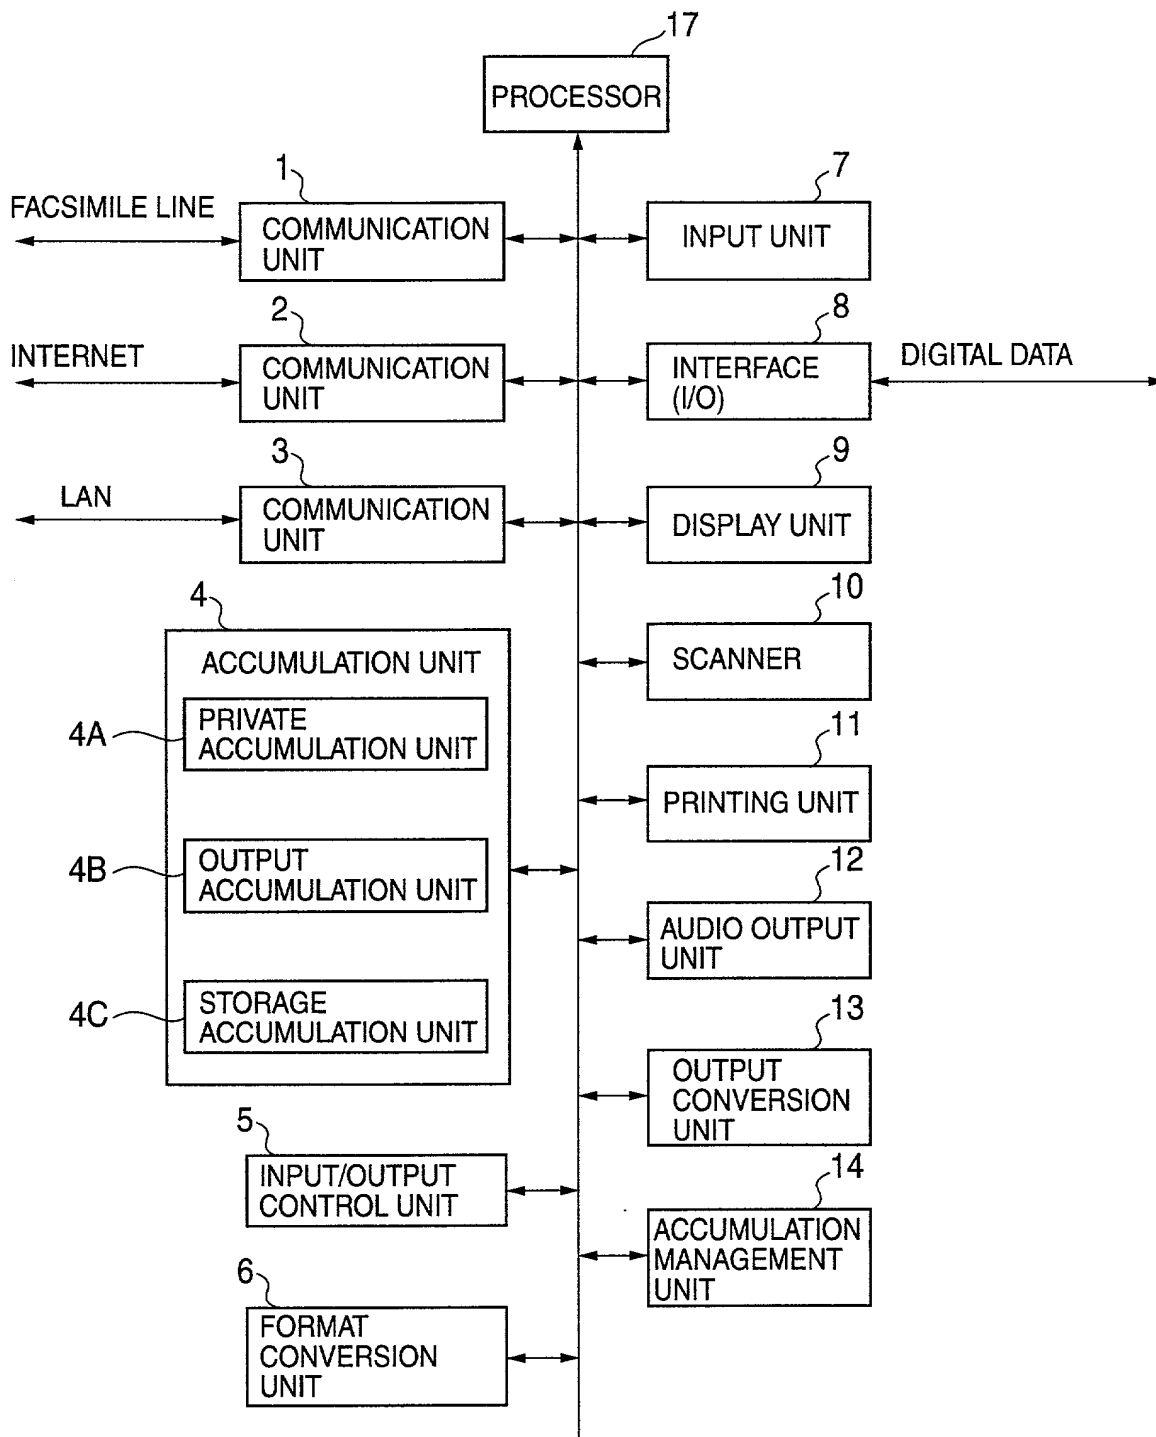 17
PROCESSOR
1
FACSIMILE LINE
COMMUNICATION
UNIT
7
INPUT UNIT
2
INTERNET
COMMUNICATION
UNIT
8
INTERFACE
(I/O)
DIGITAL DATA
3
LAN
COMMUNICATION
UNIT
9
DISPLAY UNIT
4
ACCUMULATION UNIT
4A
PRIVATE
ACCUMULATION UNIT
4B
OUTPUT
ACCUMULATION UNIT
4C
STORAGE
ACCUMULATION UNIT
10
SCANNER
11
PRINTING UNIT
12
AUDIO OUTPUT
UNIT
13
OUTPUT
CONVERSION
UNIT
5
INPUT/OUTPUT
CONTROL UNIT
14
ACCUMULATION
MANAGEMENT
UNIT
6
FORMAT
CONVERSION
UNIT